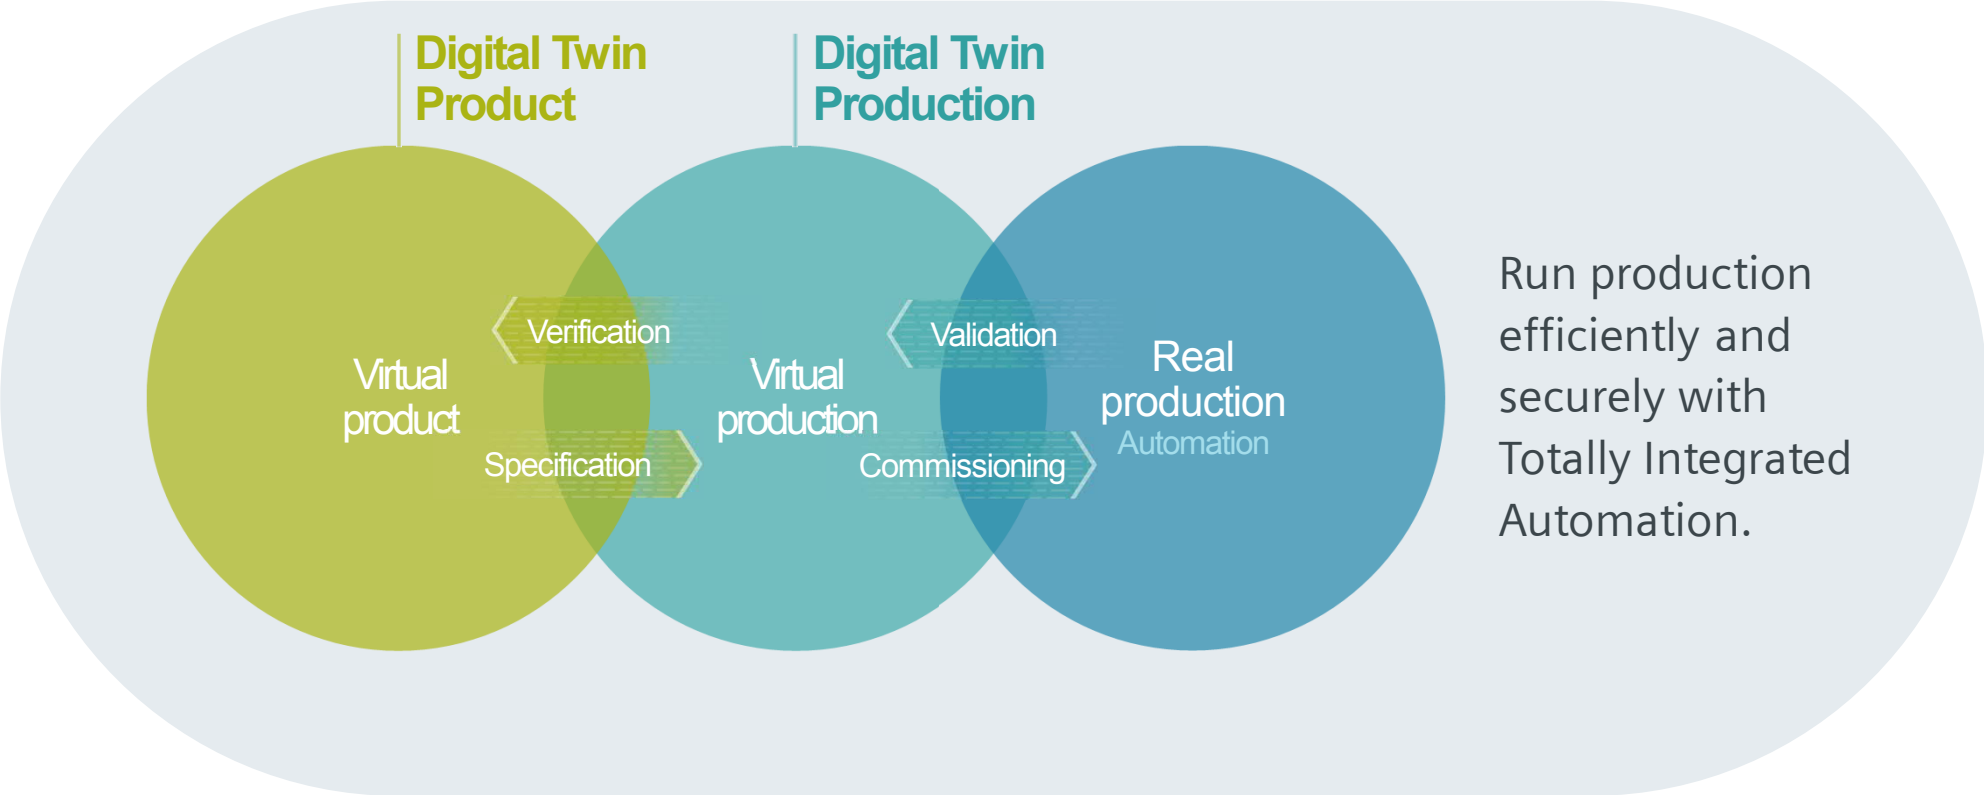 Digital Twin
Product
Digital Twin
Production
Verification
Virtual
product
Specification
Virtual
production
Validation
Commissioning
Real
production
Automation
Run production
efficiently and
securely with
Totally Integrated
Automation.